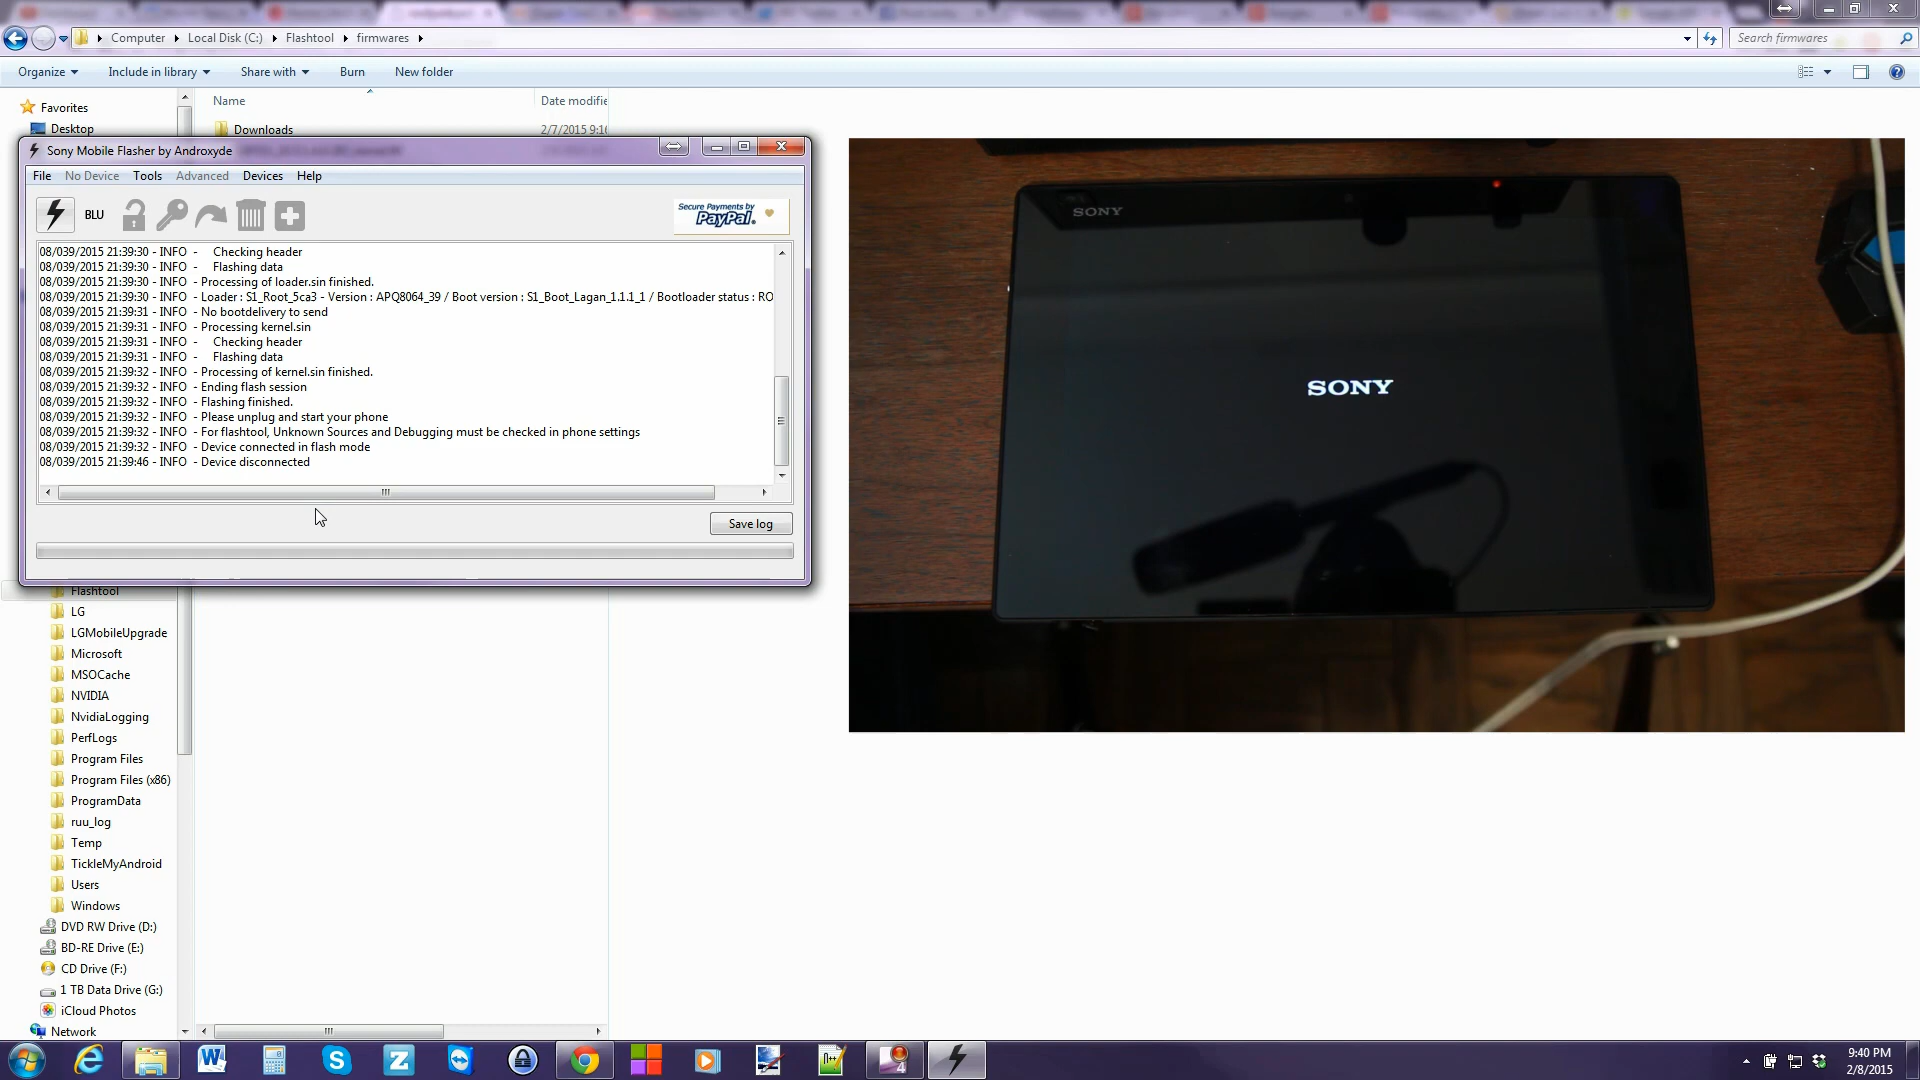 Computer ▸ Local Disk (C:) ▸ Flashtool ▸ firmwares ▸
Search firmwares
Organize
Include in library
Share with
Burn
New folder
Favorites
Desktop
Name
Date modifie
Downloads
2/7/2015 9:16
Sony Mobile Flasher by Androxyde
File
No Device
Tools
Advanced
Devices
Help
BLU
Secure Payments by
PayPal.
08/039/2015 21:39:30 - INFO - Checking header
08/039/2015 21:39:30 - INFO - Flashing data
08/039/2015 21:39:30 - INFO - Processing of loader.sin finished.
08/039/2015 21:39:30 - INFO - Loader : S1_Root_5ca3 - Version : APQ8064_39 / Boot version : S1_Boot_Lagan_1.1.1_1 / Bootloader status : RO
08/039/2015 21:39:31 - INFO - No bootdelivery to send
08/039/2015 21:39:31 - INFO - Processing kernel.sin
08/039/2015 21:39:31 - INFO - Checking header
08/039/2015 21:39:31 - INFO - Flashing data
08/039/2015 21:39:32 - INFO - Processing of kernel.sin finished.
08/039/2015 21:39:32 - INFO - Ending flash session
08/039/2015 21:39:32 - INFO - Flashing finished.
08/039/2015 21:39:32 - INFO - Please unplug and start your phone
08/039/2015 21:39:32 - INFO - For flashtool, Unknown Sources and Debugging must be checked in phone settings
08/039/2015 21:39:32 - INFO - Device connected in flash mode
08/039/2015 21:39:46 - INFO - Device disconnected
Save log
Flashtool
LG
LGMobileUpgrade
Microsoft
MSOCache
NVIDIA
NvidiaLogging
PerfLogs
Program Files
Program Files (x86)
ProgramData
ruu_log
Temp
TickleMyAndroid
Users
Windows
DVD RW Drive (D:)
BD-RE Drive (E:)
CD Drive (F:)
1 TB Data Drive (G:)
iCloud Photos
Network
SONY
SONY
9:40 PM
2/8/2015